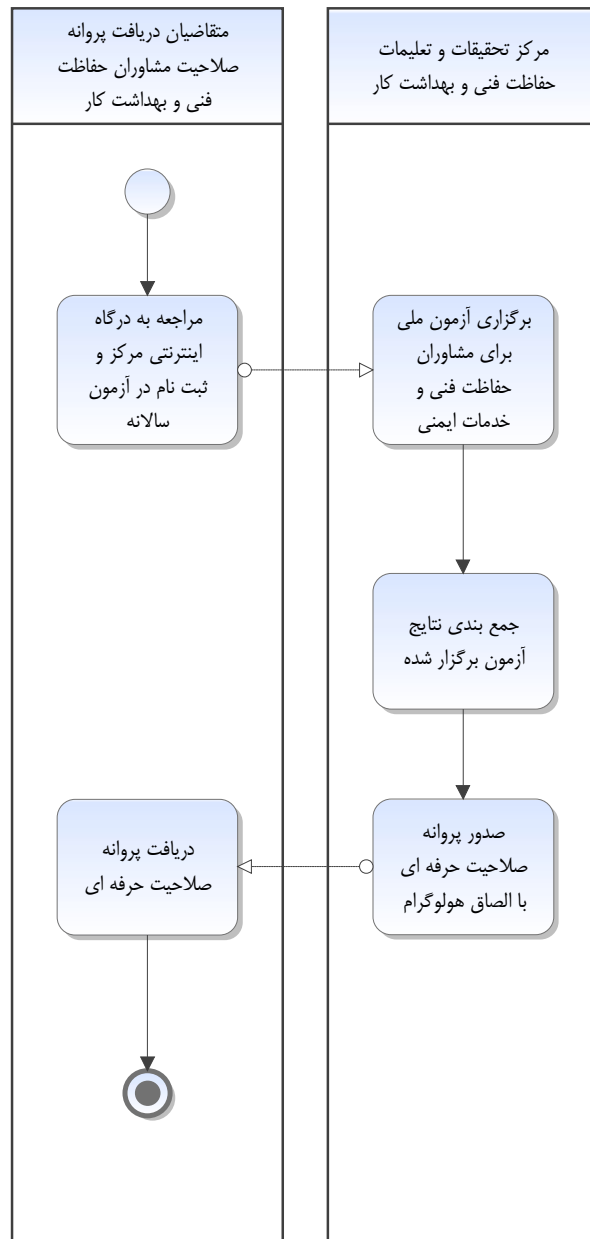 متقاضیان دریافت پروانه
صلاحیت مشاوران حفاظت
فنی و بهداشت کار
مرکز تحقیقات و تعلیمات
حفاظت فنی و بهداشت کار
مراجعه به درگاه
اینترنتی مرکز و
ثبت نام در آزمون
سالانه
برگزاری آزمون ملی
برای مشاوران
حفاظت فنی و
خدمات ایمنی
جمع بندی نتایج
آزمون برگزار شده
صدور پروانه
صلاحیت حرفه ای
با الصاق هولوگرام
دریافت پروانه
صلاحیت حرفه ای